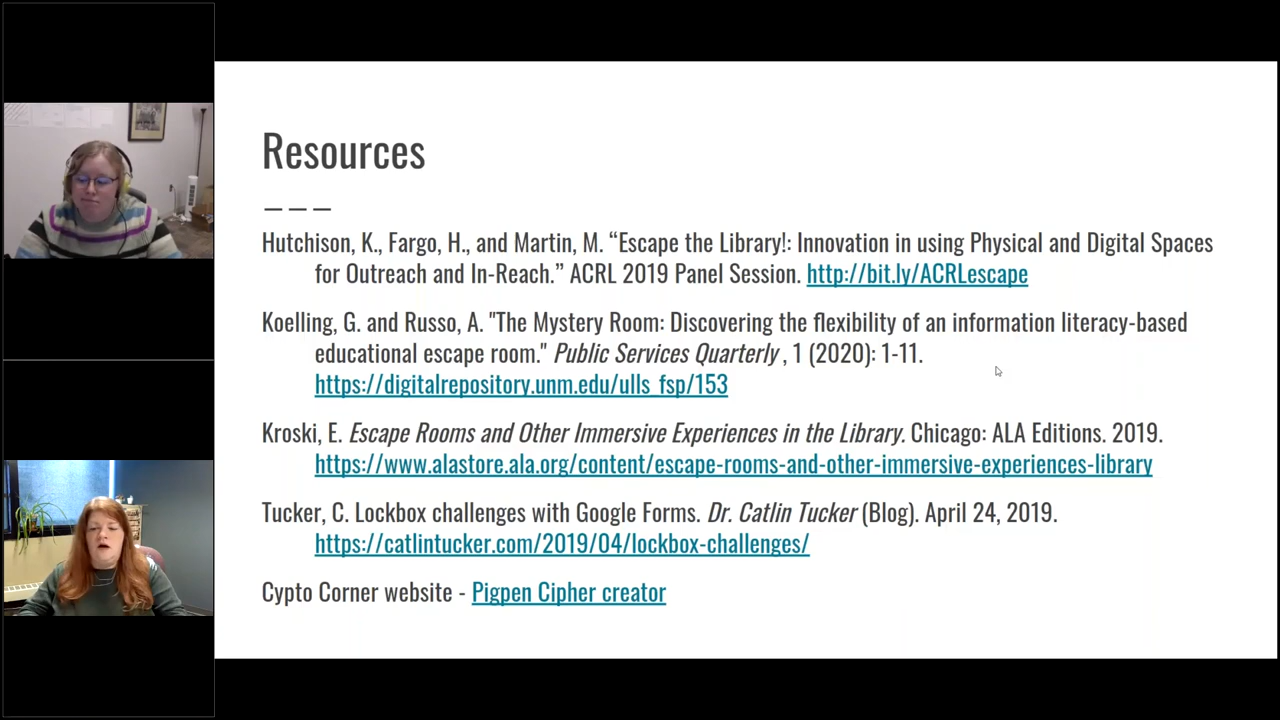 Resources
Hutchison, K., Fargo, H., and Martin, M. “Escape the Library!: Innovation in using Physical and Digital Spaces
for Outreach and In-Reach.” ACRL 2019 Panel Session. http://bit.ly/ACRLescape
Koelling, G. and Russo, A. "The Mystery Room: Discovering the flexibility of an information literacy-based
educational escape room." Public Services Quarterly , 1 (2020): 1-11.
https://digitalrepository.unm.edu/ulls_fsp/153
Kroski, E. Escape Rooms and Other Immersive Experiences in the Library. Chicago: ALA Editions. 2019.
https://www.alastore.ala.org/content/escape-rooms-and-other-immersive-experiences-library
Tucker, C. Lockbox challenges with Google Forms. Dr. Catlin Tucker (Blog). April 24, 2019.
https://catlintucker.com/2019/04/lockbox-challenges/
Cypto Corner website - Pigpen Cipher creator